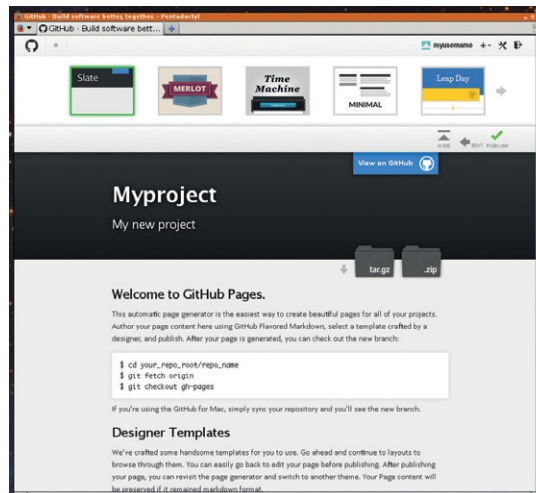 GitHub · Build software better, together. - Pentadactyl
GitHub · Build software bett...
myusername
Slate
MERLOT
Time
Machine
MINIMAL
Leap Day
HIDE EDIT PUBLISH
View on GitHub
Myproject
My new project
tar.gz .zip
Welcome to GitHub Pages.
This automatic page generator is the easiest way to create beautiful pages for all of your projects.
Author your page content here using GitHub Flavored Markdown, select a template crafted by a
designer, and publish. After your page is generated, you can check out the new branch:
$ cd your_repo_root/repo_name
$ git fetch origin
$ git checkout gh-pages
If you're using the GitHub for Mac, simply sync your repository and you'll see the new branch.
Designer Templates
We've crafted some handsome templates for you to use. Go ahead and continue to layouts to
browse through them. You can easily go back to edit your page before publishing. After publishing
your page, you can revisit the page generator and switch to another theme. Your Page content will
be preserved if it remained markdown format.